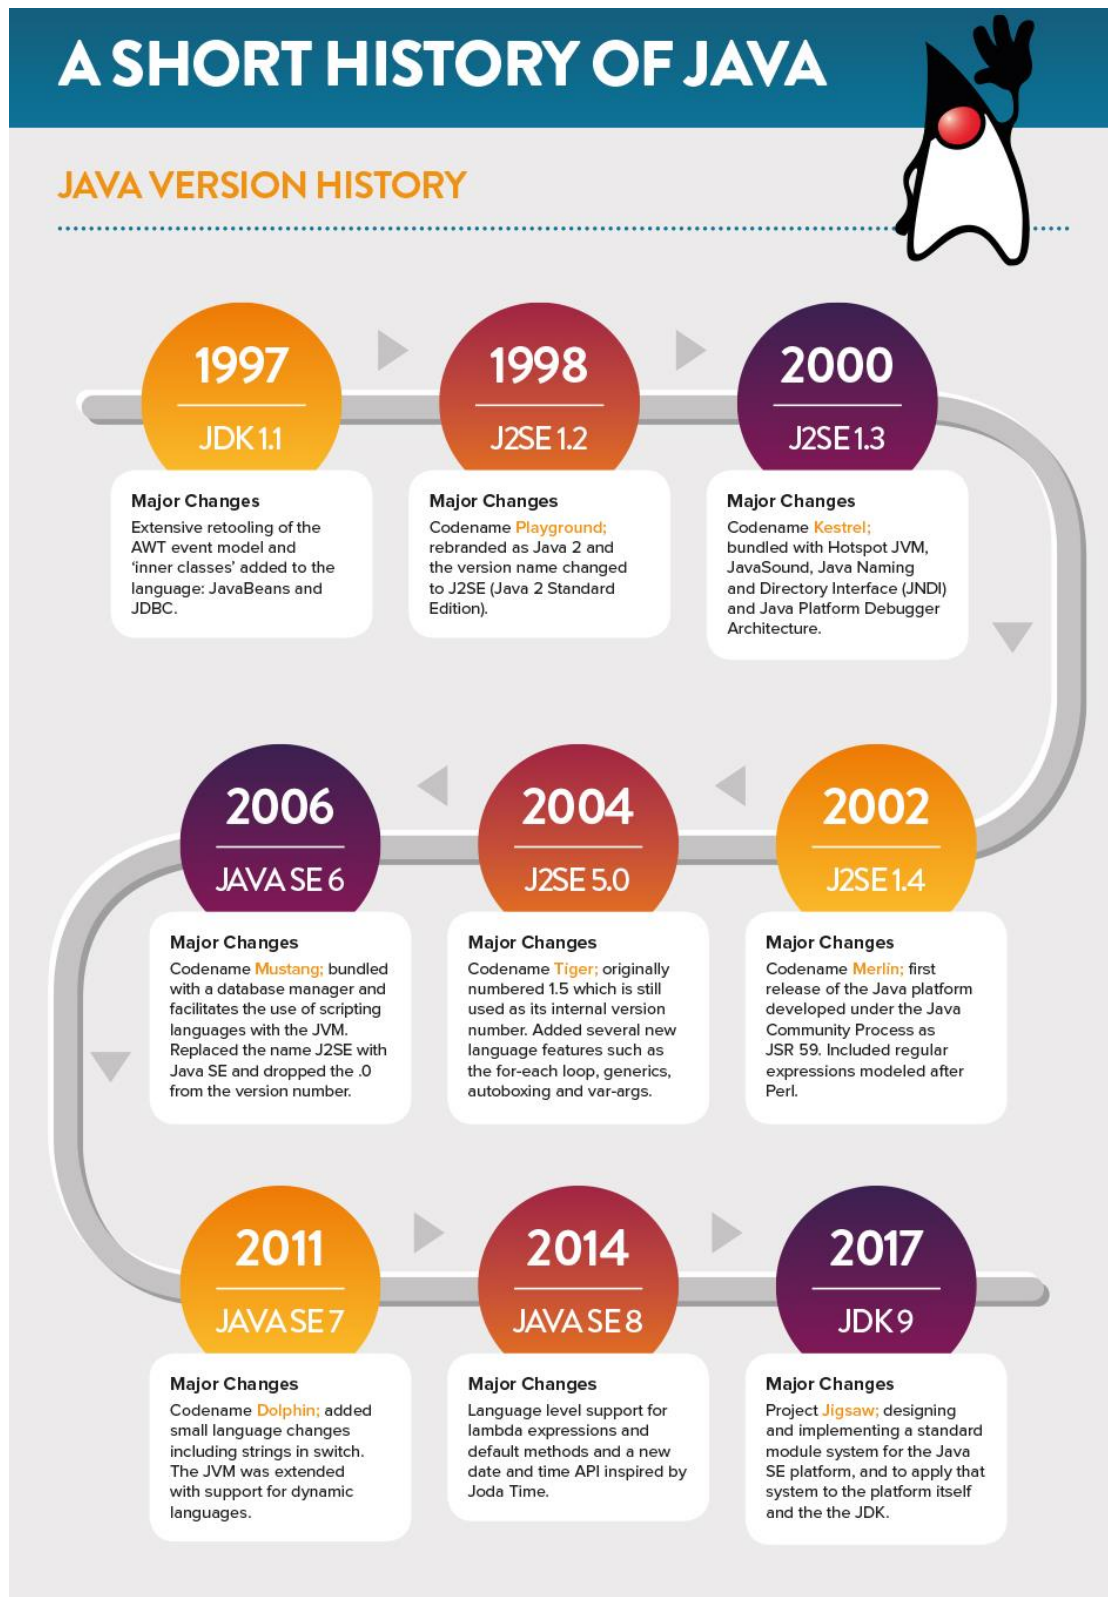 A SHORT HISTORY OF JAVA
JAVA VERSION HISTORY
1997
JDK 1.1
Major Changes
Extensive retooling of the
AWT event model and
‘inner classes’ added to the
language: JavaBeans and
JDBC.
1998
J2SE 1.2
Major Changes
Codename Playground;
rebranded as Java 2 and
the version name changed
to J2SE (Java 2 Standard
Edition).
2000
J2SE 1.3
Major Changes
Codename Kestrel;
bundled with Hotspot JVM,
JavaSound, Java Naming
and Directory Interface (JNDI)
and Java Platform Debugger
Architecture.
2002
J2SE 1.4
Major Changes
Codename Merlin; first
release of the Java platform
developed under the Java
Community Process as
JSR 59. Included regular
expressions modeled after
Perl.
2004
J2SE 5.0
Major Changes
Codename Tiger; originally
numbered 1.5 which is still
used as its internal version
number. Added several new
language features such as
the for-each loop, generics,
autoboxing and var-args.
2006
JAVA SE 6
Major Changes
Codename Mustang; bundled
with a database manager and
facilitates the use of scripting
languages with the JVM.
Replaced the name J2SE with
Java SE and dropped the .0
from the version number.
2011
JAVA SE 7
Major Changes
Codename Dolphin; added
small language changes
including strings in switch.
The JVM was extended
with support for dynamic
languages.
2014
JAVA SE 8
Major Changes
Language level support for
lambda expressions and
default methods and a new
date and time API inspired by
Joda Time.
2017
JDK 9
Major Changes
Project Jigsaw; designing
and implementing a standard
module system for the Java
SE platform, and to apply that
system to the platform itself
and the the JDK.